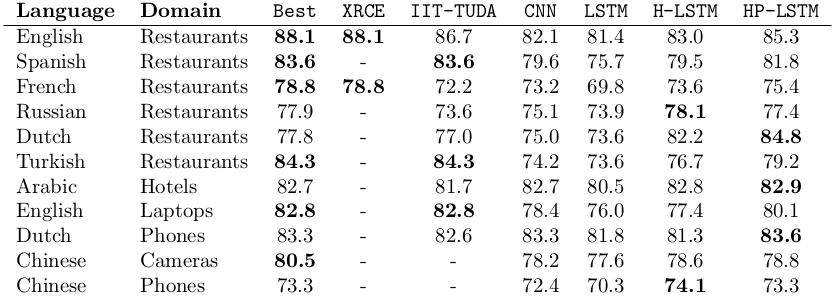 Language Domain Best XRCE IIT-TUDA CNN LSTM H-LSTM HP-LSTM
English Restaurants 88.1 88.1 86.7 82.1 81.4 83.0 85.3
Spanish Restaurants 83.6 - 83.6 79.6 75.7 79.5 81.8
French Restaurants 78.8 78.8 72.2 73.2 69.8 73.6 75.4
Russian Restaurants 77.9 - 73.6 75.1 73.9 78.1 77.4
Dutch Restaurants 77.8 - 77.0 75.0 73.6 82.2 84.8
Turkish Restaurants 84.3 - 84.3 74.2 73.6 76.7 79.2
Arabic Hotels 82.7 - 81.7 82.7 80.5 82.8 82.9
English Laptops 82.8 - 82.8 78.4 76.0 77.4 80.1
Dutch Phones 83.3 - 82.6 83.3 81.8 81.3 83.6
Chinese Cameras 80.5 - - 78.2 77.6 78.6 78.8
Chinese Phones 73.3 - - 72.4 70.3 74.1 73.3